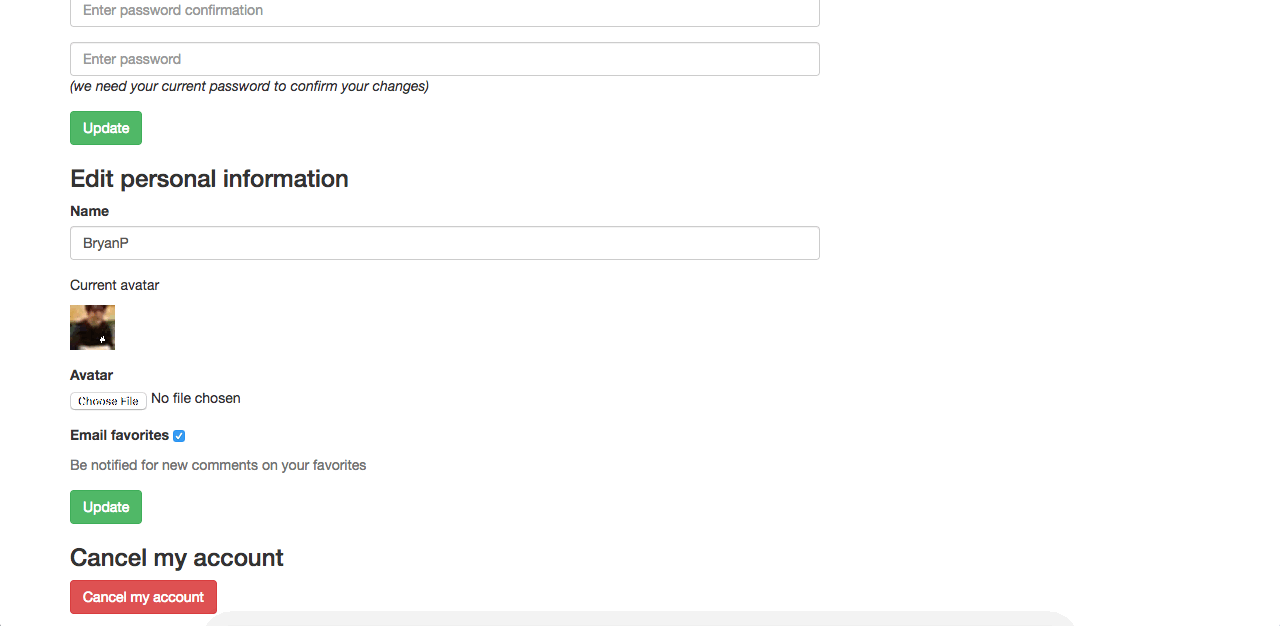 Enter password confirmation
Enter password
(we need your current password to confirm your changes)
Update
Edit personal information
Name
BryanP
Current avatar
Avatar
Choose File No file chosen
Email favorites
Be notified for new comments on your favorites
Update
Cancel my account
Cancel my account